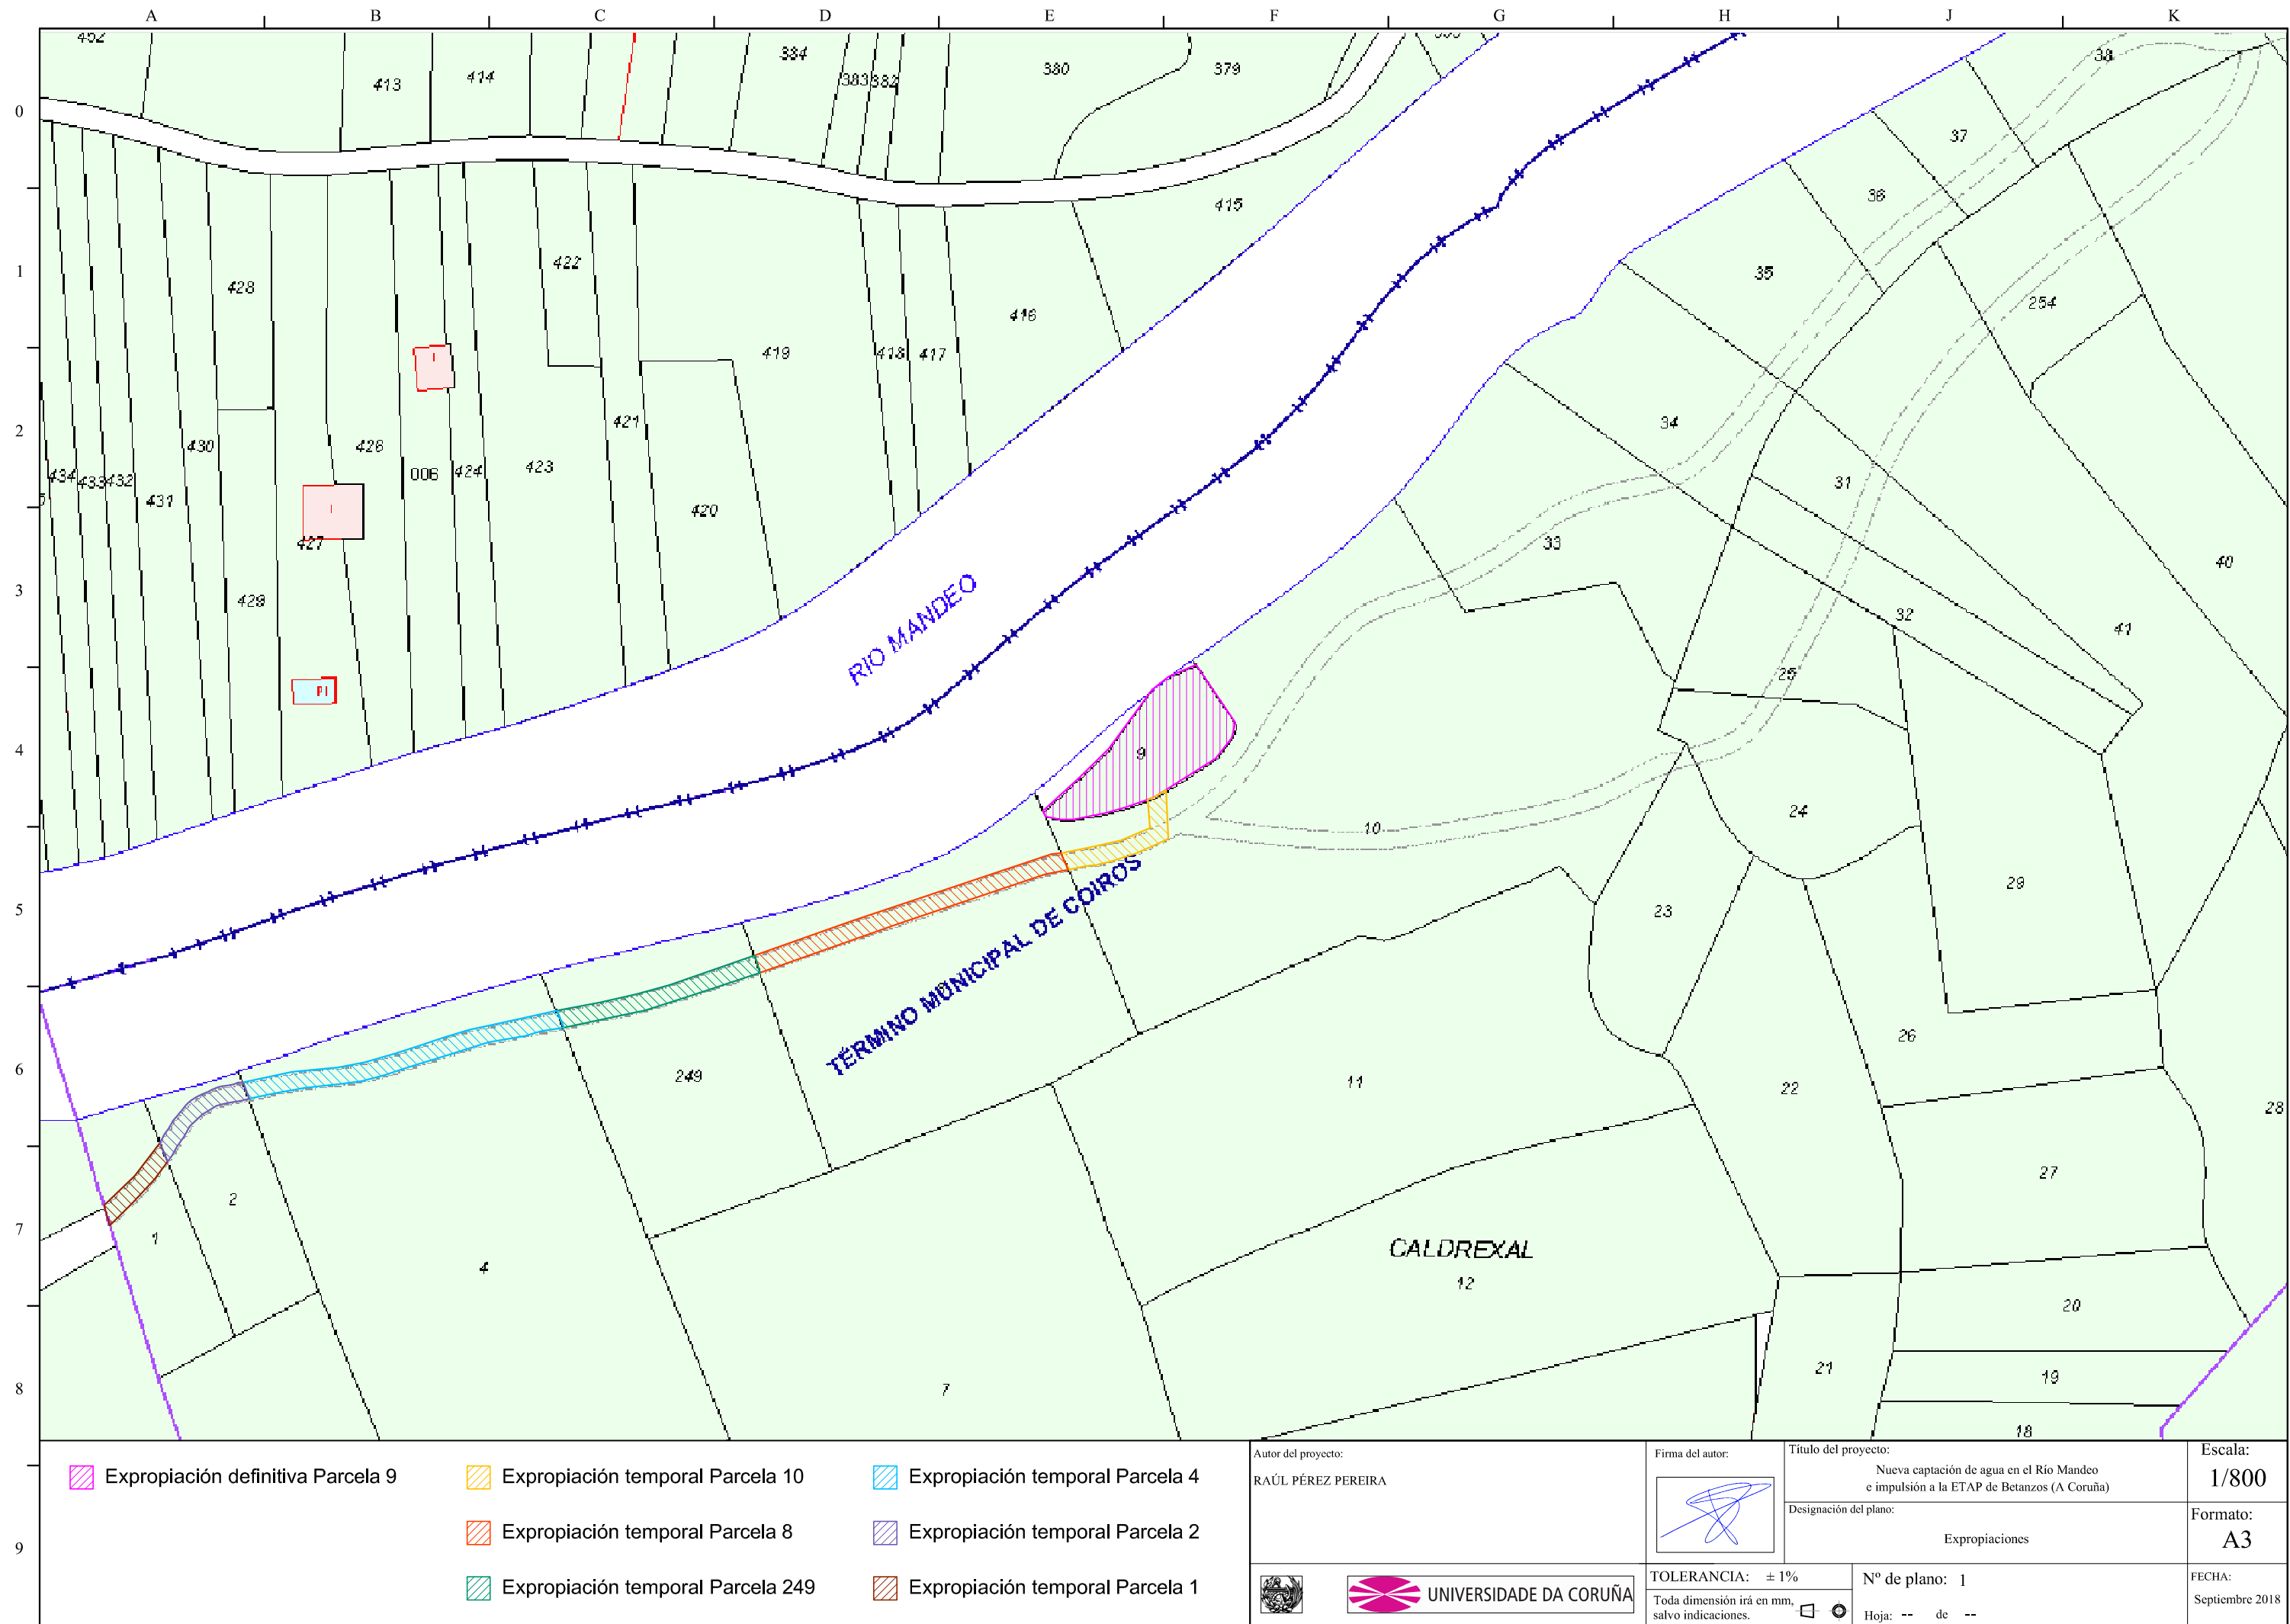 A B C D E F G H J K
0
1
2
3
4
5
6
7
8
9
413
414
384
383
382
380
379
38
37
36
415
35
254
422
428
416
419
418
417
34
421
430
426
434
433
432
431
006
424
423
420
31
427
33
40
429
32
41
RIO MANDEO
25
PI
9
10
24
29
23
TÉRMINO MUNICIPAL DE COIROS
26
249
11
22
28
2
27
1
4
CALDREXAL
12
20
7
21
19
18
Expropiación definitiva Parcela 9
Expropiación temporal Parcela 10
Expropiación temporal Parcela 8
Expropiación temporal Parcela 249
Expropiación temporal Parcela 4
Expropiación temporal Parcela 2
Expropiación temporal Parcela 1
Autor del proyecto:
RAÚL PÉREZ PEREIRA
Firma del autor:
Título del proyecto:
Nueva captación de agua en el Río Mandeo
e impulsión a la ETAP de Betanzos (A Coruña)
Designación del plano:
Expropiaciones
Escala:
1/800
Formato:
A3
UNIVERSIDADE DA CORUÑA
TOLERANCIA: ± 1%
Toda dimensión irá en mm,
salvo indicaciones.
Nº de plano: 1
Hoja: -- de --
FECHA:
Septiembre 2018